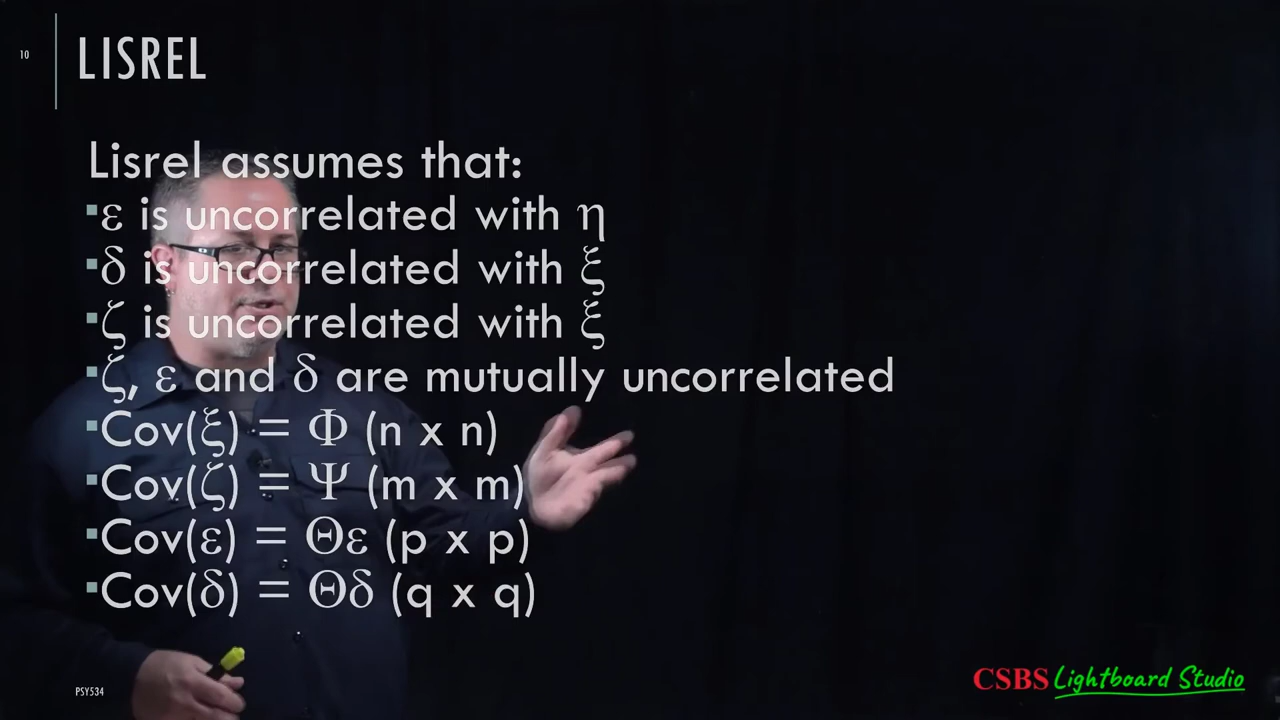 10
LISREL
Lisrel assumes that:
▪ε is uncorrelated with η
▪δ is uncorrelated with ξ
▪ζ is uncorrelated with ξ
▪ζ, ε and δ are mutually uncorrelated
▪Cov(ξ) = Φ (n x n)
▪Cov(ζ) = Ψ (m x m)
▪Cov(ε) = Θε (p x p)
▪Cov(δ) = Θδ (q x q)
PSY534
CSBS Lightboard Studio